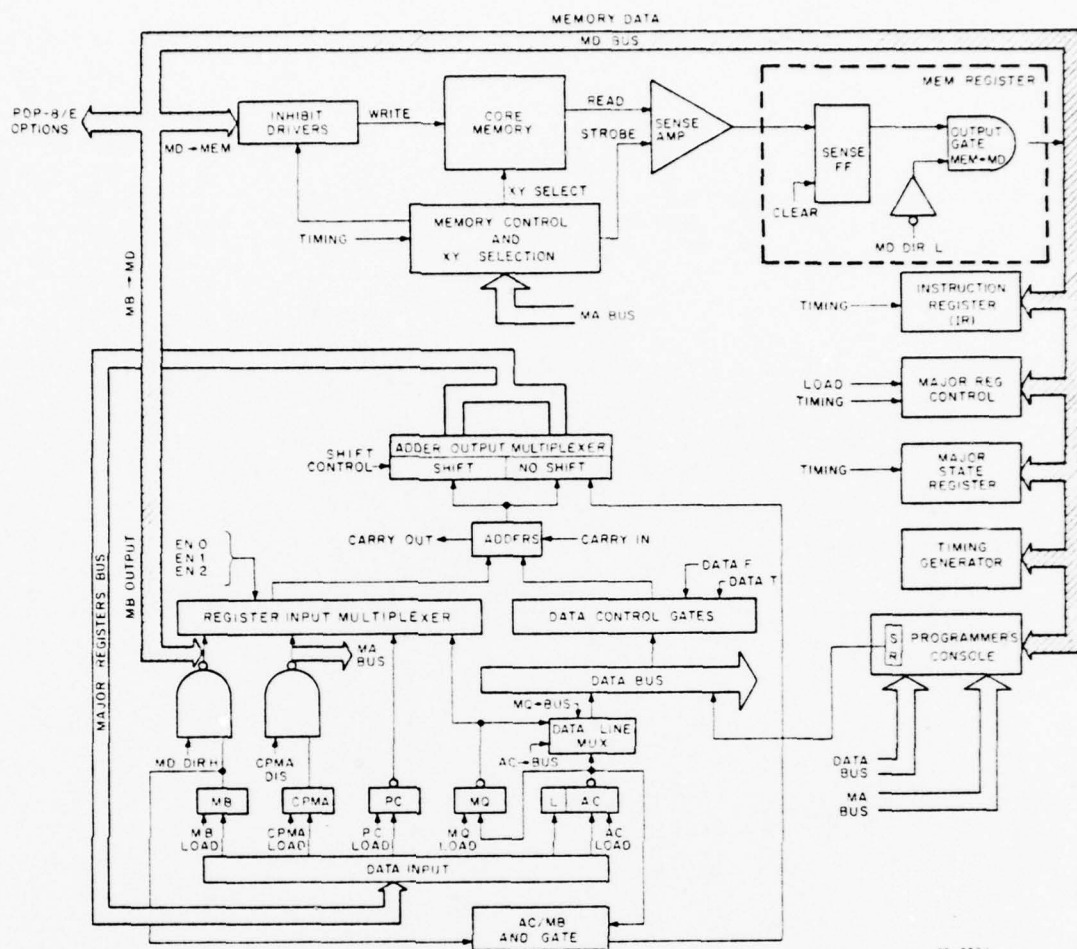 MEMORY DATA
MD BUS
MEM REGISTER
PDP-8/E
OPTIONS
INHIBIT
DRIVERS
WRITE
CORE
MEMORY
READ
STROBE
SENSE
AMP
SENSE
FF
OUTPUT
GATE
MEM→MD
MD→MEM
XY SELECT
CLEAR
MD DIR L
TIMING
MEMORY CONTROL
AND
XY SELECTION
MA BUS
MB→MD
TIMING
INSTRUCTION
REGISTER
(IR)
LOAD
TIMING
MAJOR REG
CONTROL
SHIFT
CONTROL
ADDER OUTPUT MULTIPLEXER
SHIFT
NO SHIFT
TIMING
MAJOR
STATE
REGISTER
MAJOR REGISTERS BUS
MB OUTPUT
EN 0
EN 1
EN 2
CARRY OUT
ADDERS
CARRY IN
TIMING
GENERATOR
DATA F
DATA T
REGISTER INPUT MULTIPLEXER
DATA CONTROL GATES
MA
BUS
S
R
PROGRAMMERS
CONSOLE
DATA BUS
MQ→BUS
DATA LINE
MUX
AC→BUS
MD DIR H
CPMA
DIS
DATA
BUS
MA
BUS
MB
CPMA
PC
MQ
L
AC
MB
LOAD
CPMA
LOAD
PC
LOAD
MQ
LOAD
AC
LOAD
DATA INPUT
AC/MB
AND GATE